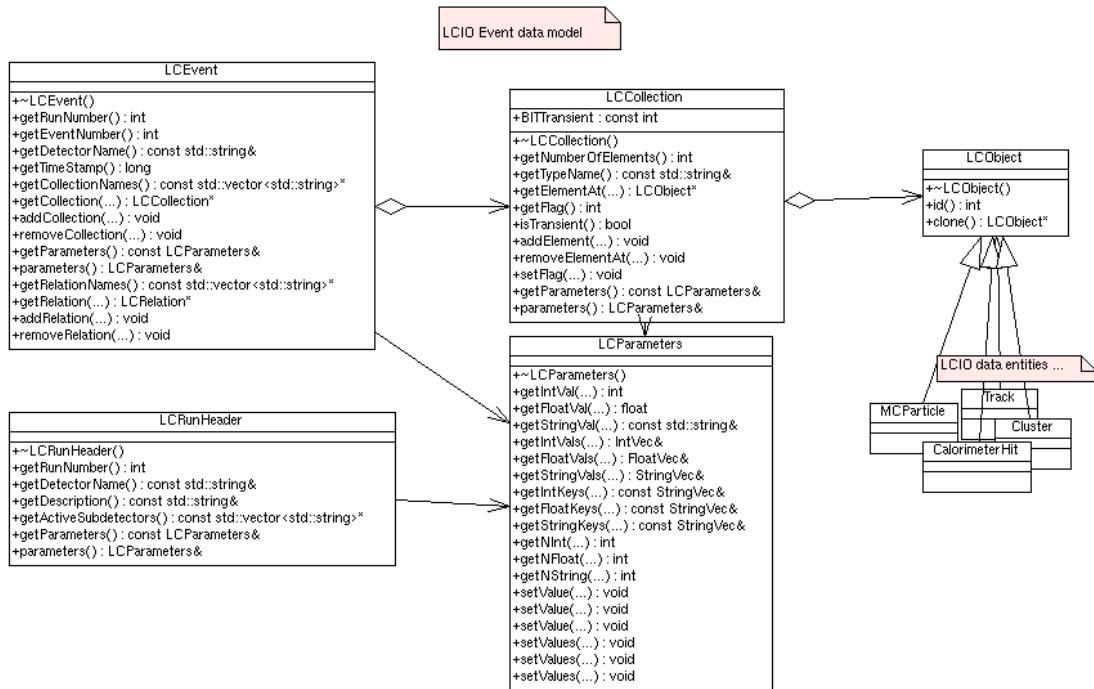 LCIO Event data model
LCEvent
+~LCEvent()
+getRunNumber() : int
+getEventNumber() : int
+getDetectorName() : const std::string&
+getTimeStamp() : long
+getCollectionNames() : const std::vector<std::string>*
+getCollection(...) : LCCollection*
+addCollection(...) : void
+removeCollection(...) : void
+getParameters() : const LCParameters&
+parameters() : LCParameters&
+getRelationNames() : const std::vector<std::string>*
+getRelation(...) : LCRelation*
+addRelation(...) : void
+removeRelation(...) : void
LCCollection
+BITTransient : const int
+~LCCollection()
+getNumberOfElements() : int
+getTypeName() : const std::string&
+getElementAt(...) : LCObject*
+getFlag() : int
+isTransient() : bool
+addElement(...) : void
+removeElementAt(...) : void
+setFlag(...) : void
+getParameters() : const LCParameters&
+parameters() : LCParameters&
LCObject
+~LCObject()
+id() : int
+clone() : LCObject*
LCRunHeader
+~LCRunHeader()
+getRunNumber() : int
+getDetectorName() : const std::string&
+getDescription() : const std::string&
+getActiveSubdetectors() : const std::vector<std::string>*
+getParameters() : const LCParameters&
+parameters() : LCParameters&
LCParameters
+~LCParameters()
+getIntVal(...) : int
+getFloatVal(...) : float
+getStringVal(...) : const std::string&
+getIntVals(...) : IntVec&
+getFloatVals(...) : FloatVec&
+getStringVals(...) : StringVec&
+getIntKeys(...) : const StringVec&
+getFloatKeys(...) : const StringVec&
+getStringKeys(...) : const StringVec&
+getNInt(...) : int
+getNFloat(...) : int
+getNString(...) : int
+setValue(...) : void
+setValue(...) : void
+setValue(...) : void
+setValues(...) : void
+setValues(...) : void
+setValues(...) : void
LCIO data entities ...
Track
MCParticle
Cluster
CalorimeterHit